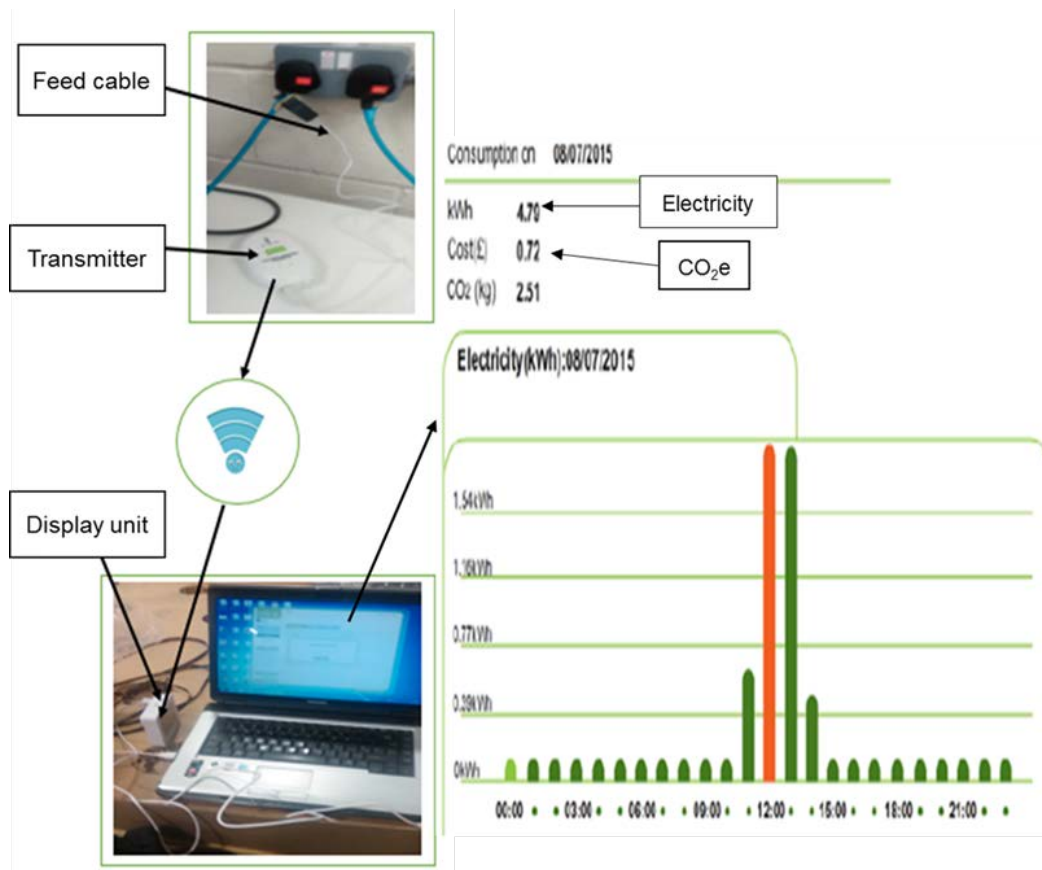 Feed cable
Transmitter
Display unit
Consumption on 08/07/2015
kWh 4.79
Electricity
Cost(£) 0.72
CO₂e
CO2 (kg) 2.51
Electricity(kWh):08/07/2015
1.54kWh
1.16kWh
0.77kWh
0.39kWh
0kWh
00:00 • • 03:00 • • 06:00 • • 09:00 • • 12:00 • • 15:00 • • 18:00 • • 21:00 • •